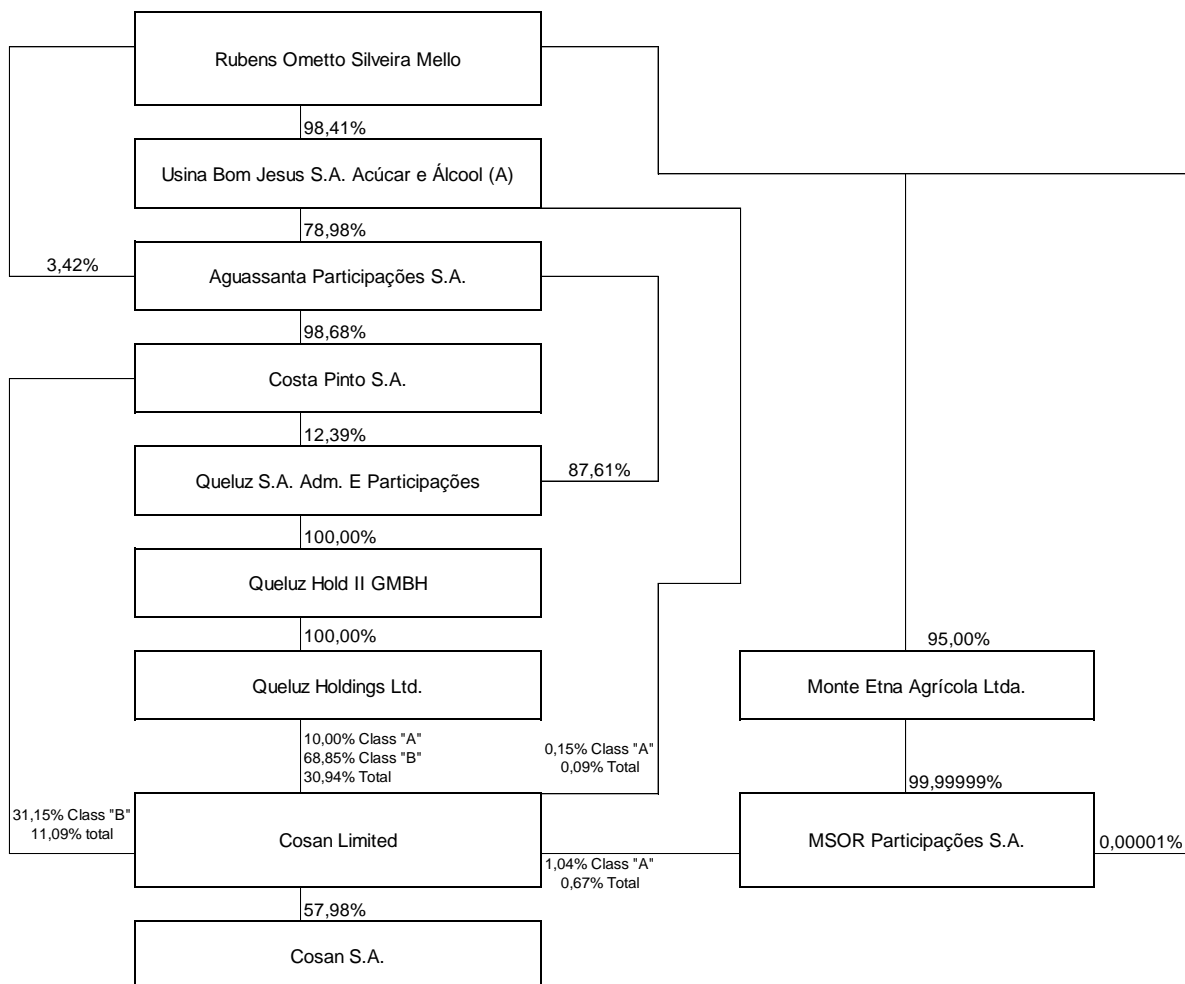 Rubens Ometto Silveira Mello
98,41%
Usina Bom Jesus S.A. Acúcar e Álcool (A)
78,98%
3,42%
Aguassanta Participações S.A.
98,68%
Costa Pinto S.A.
12,39%
Queluz S.A. Adm. E Participações
87,61%
100,00%
Queluz Hold II GMBH
100,00%
95,00%
Queluz Holdings Ltd.
Monte Etna Agrícola Ltda.
10,00% Class "A"
68,85% Class "B"
30,94% Total
0,15% Class "A"
0,09% Total
99,99999%
31,15% Class "B"
11,09% total
Cosan Limited
MSOR Participações S.A.
0,00001%
1,04% Class "A"
0,67% Total
57,98%
Cosan S.A.